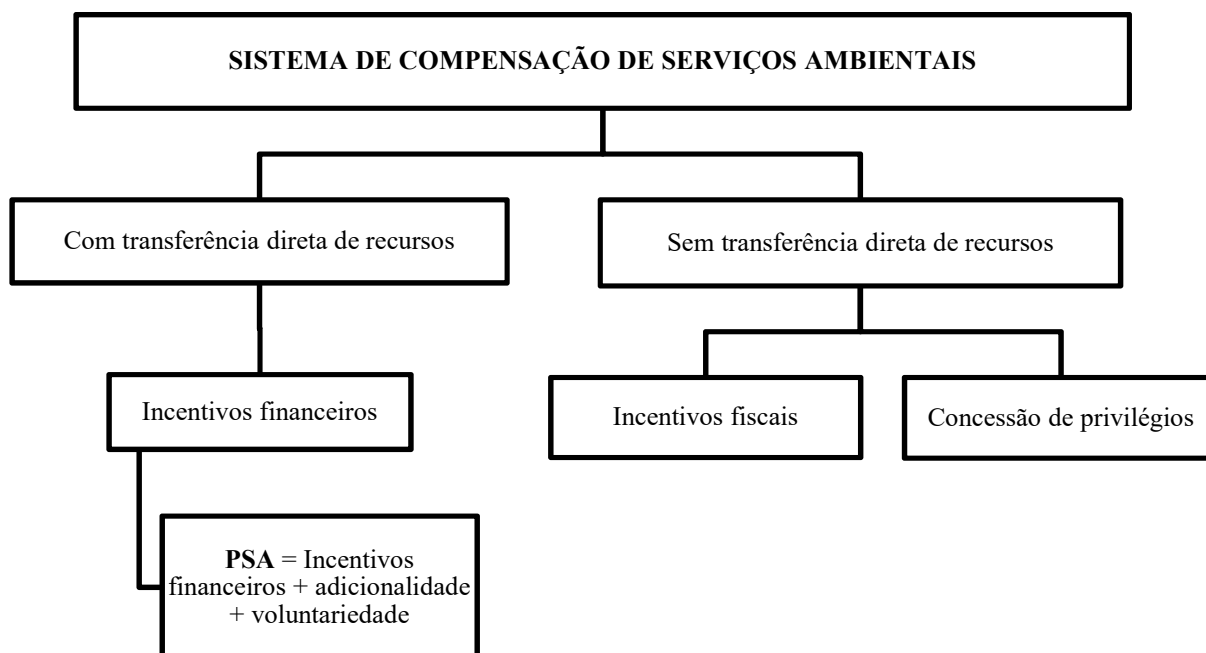 SISTEMA DE COMPENSAÇÃO DE SERVIÇOS AMBIENTAIS
Com transferência direta de recursos
Sem transferência direta de recursos
Incentivos financeiros
Incentivos fiscais
Concessão de privilégios
PSA = Incentivos
financeiros + adicionalidade
+ voluntariedade